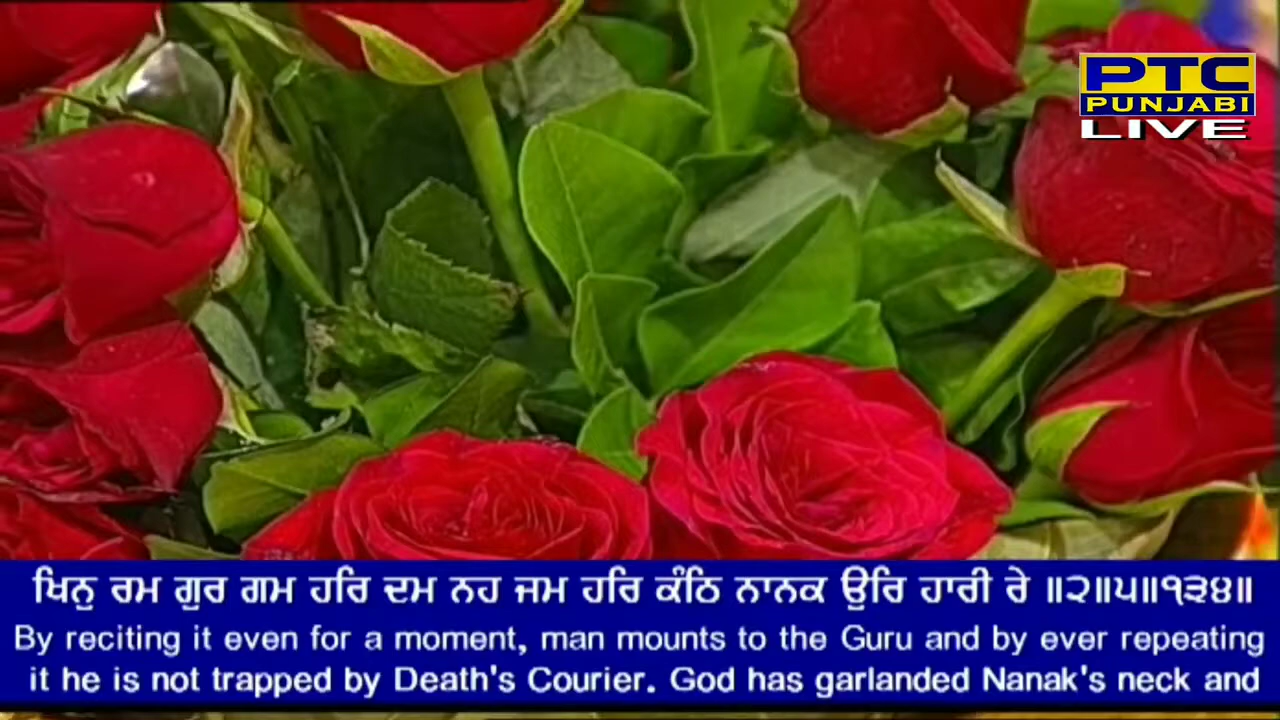 PTC
PUNJABI
LIVE
ਖਿਨੁ ਰਮ ਗੁਰ ਗਮ ਹਰਿ ਦਮ ਨਹ ਜਮ ਹਰਿ ਕੰਠਿ ਨਾਨਕ ਉਰਿ ਹਾਰੀ ਰੇ ॥੨॥੫॥੧੩੪॥
By reciting it even for a moment, man mounts to the Guru and by ever repeating
it he is not trapped by Death's Courier. God has garlanded Nanak's neck and